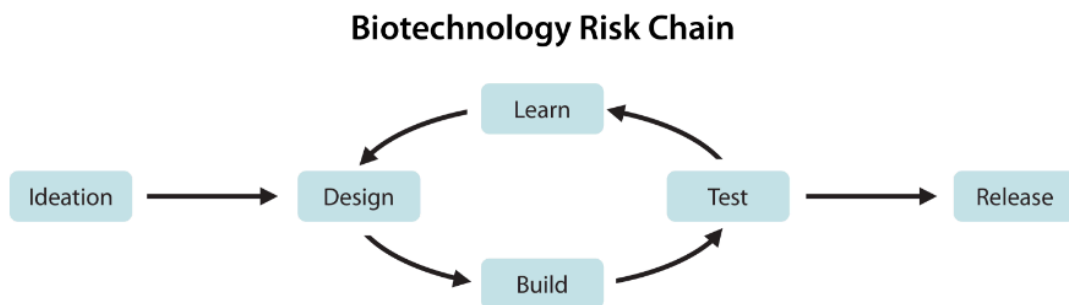 Biotechnology Risk Chain
Learn
Ideation
Design
Test
Release
Build